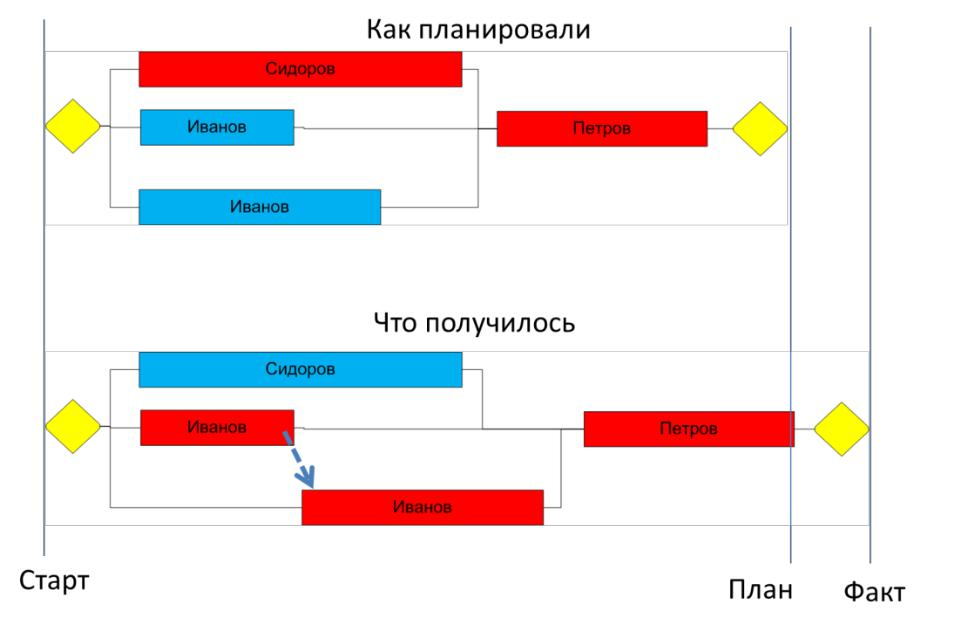 Как планировали
Сидоров
Иванов
Петров
Иванов
Что получилось
Сидоров
Иванов
Петров
Иванов
Старт
План
Факт